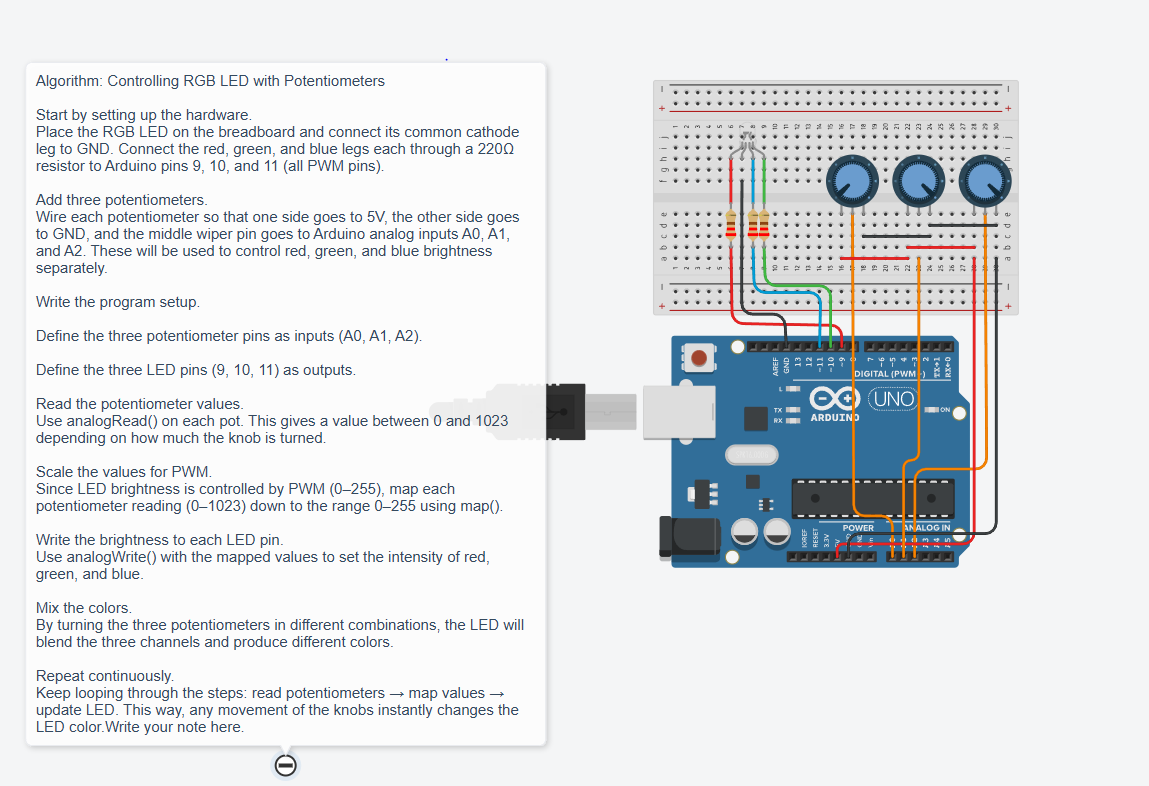 Algorithm: Controlling RGB LED with Potentiometers
Start by setting up the hardware.
Place the RGB LED on the breadboard and connect its common cathode
leg to GND. Connect the red, green, and blue legs each through a 220Ω
resistor to Arduino pins 9, 10, and 11 (all PWM pins).
Add three potentiometers.
Wire each potentiometer so that one side goes to 5V, the other side goes
to GND, and the middle wiper pin goes to Arduino analog inputs A0, A1,
and A2. These will be used to control red, green, and blue brightness
separately.
Write the program setup.
Define the three potentiometer pins as inputs (A0, A1, A2).
Define the three LED pins (9, 10, 11) as outputs.
Read the potentiometer values.
Use analogRead() on each pot. This gives a value between 0 and 1023
depending on how much the knob is turned.
Scale the values for PWM.
Since LED brightness is controlled by PWM (0–255), map each
potentiometer reading (0–1023) down to the range 0–255 using map().
Write the brightness to each LED pin.
Use analogWrite() with the mapped values to set the intensity of red,
green, and blue.
Mix the colors.
By turning the three potentiometers in different combinations, the LED will
blend the three channels and produce different colors.
Repeat continuously.
Keep looping through the steps: read potentiometers → map values →
update LED. This way, any movement of the knobs instantly changes the
LED color.Write your note here.
AREF
GND
13
12
~11
~10
~9
7
~6
~5
4
~3
2
TX→1
RX←0
DIGITAL (PWM~)
L
TX
RX
ARDUINO
UNO
ON
POWER
ANALOG IN
IOREF
RESET
3.3V